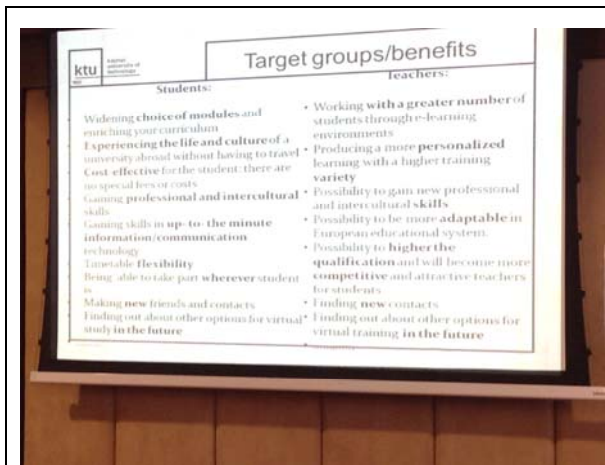 ktu
kaunas
university of
technology
1922
Target groups/benefits
Students:
Widening choice of modules and
enriching your curriculum
Experiencing the life and culture of a
university abroad without having to travel
Cost-effective for the student: there are
no special fees or costs
Gaining professional and intercultural
skills
Gaining skills in up- to- the minute
information/communication
technology
Timetable flexibility
Being able to take part wherever student
is
Making new friends and contacts
Finding out about other options for virtual
study in the future
Teachers:
• Working with a greater number of
students through e-learning
environments
• Producing a more personalized
learning with a higher training
variety
• Possibility to gain new professional
and intercultural skills
• Possibility to be more adaptable in
European educational system.
• Possibility to higher the
qualification and will become more
competitive and attractive teachers
for students
• Finding new contacts
• Finding out about other options for
virtual training in the future